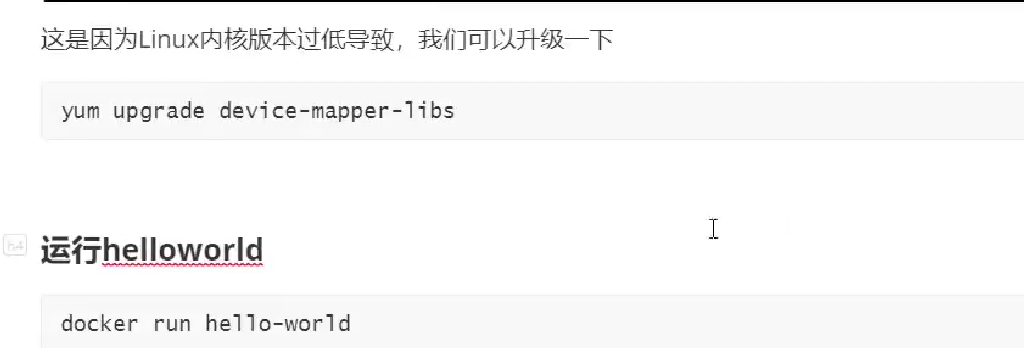 这是因为Linux内核版本过低导致，我们可以升级一下
yum upgrade device-mapper-libs
h4
运行helloworld
docker run hello-world